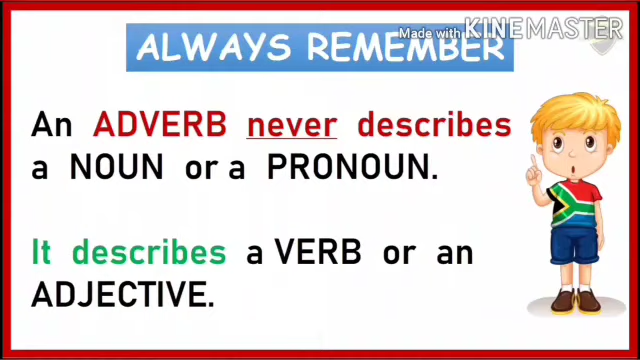 Made with KINEMASTER
ALWAYS REMEMBER
An ADVERB never describes
a NOUN or a PRONOUN.
It describes a VERB or an
ADJECTIVE.